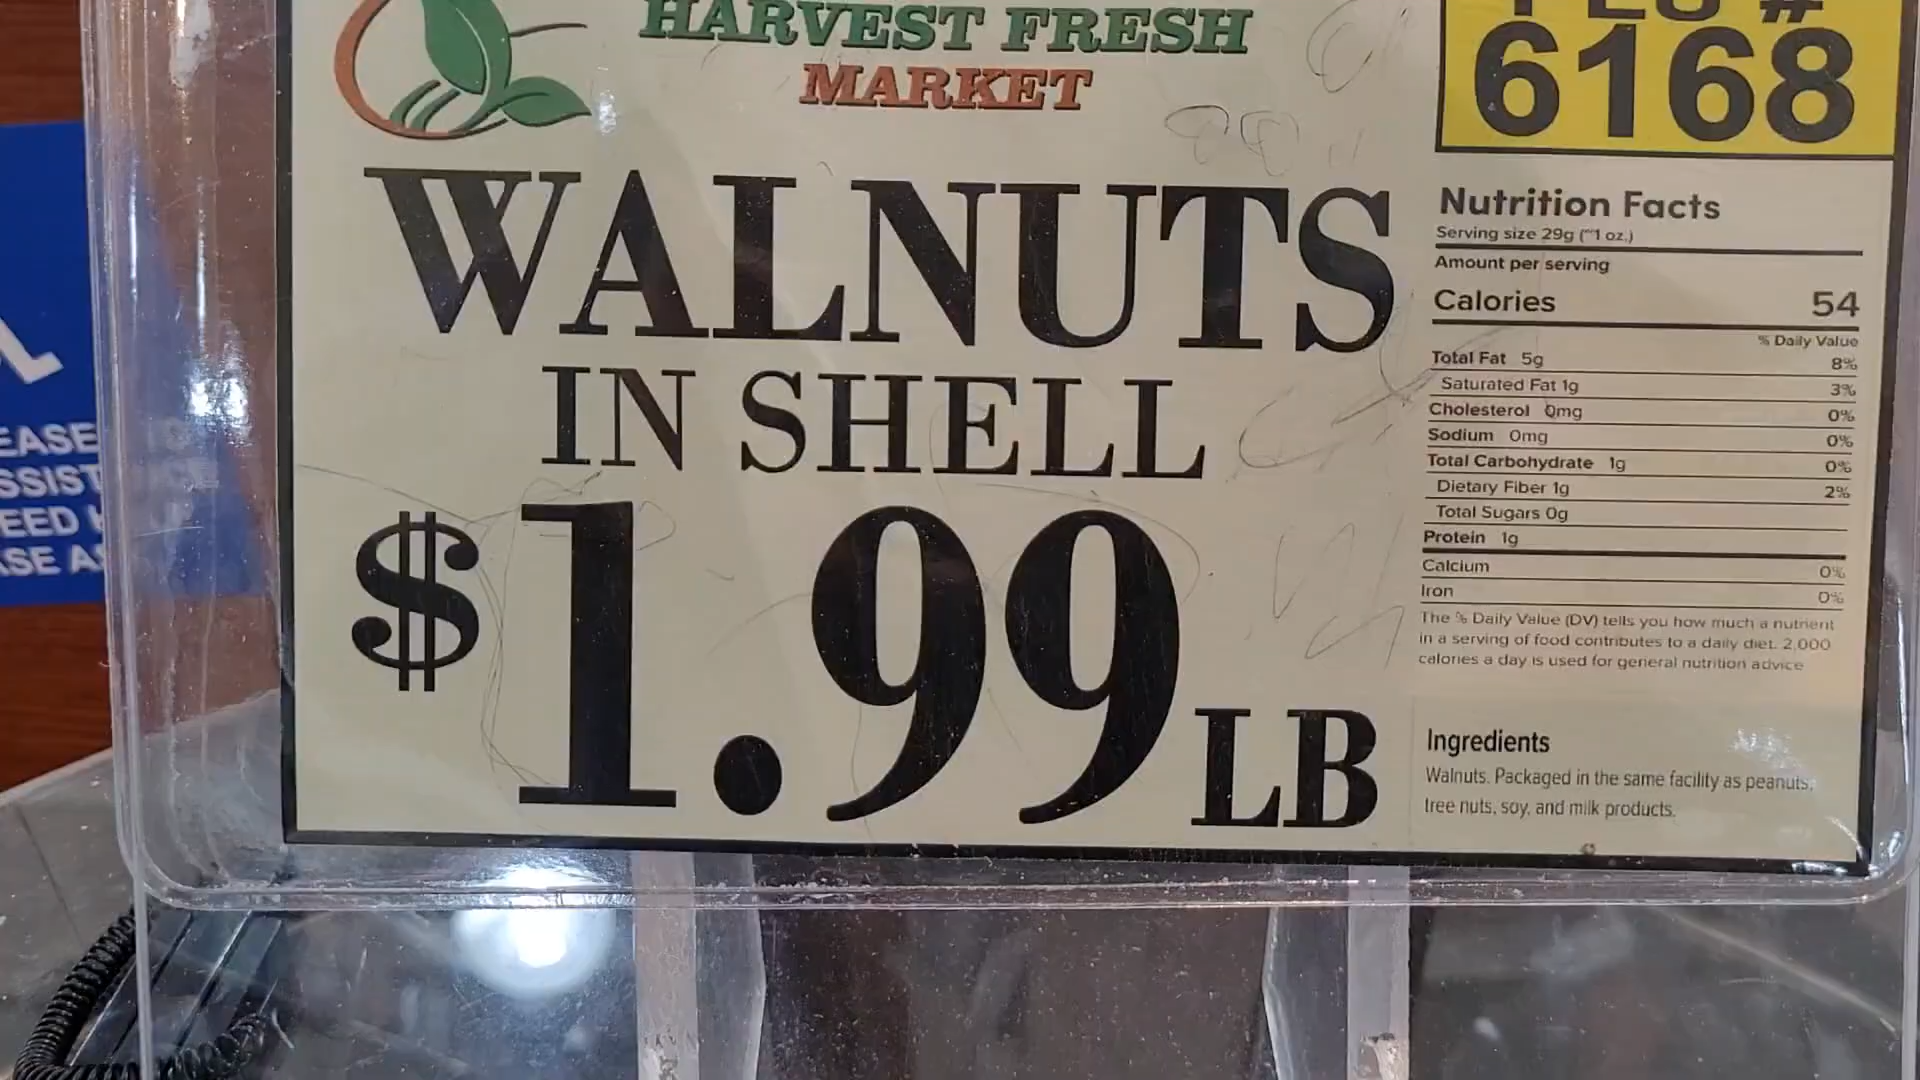 HARVEST FRESH
MARKET
PLU #
6168
WALNUTS
IN SHELL
$1.99 LB
Nutrition Facts
Serving size 29g (~1 oz.)
Amount per serving
Calories 54
% Daily Value
Total Fat 5g 8%
Saturated Fat 1g 3%
Cholesterol 0mg 0%
Sodium 0mg 0%
Total Carbohydrate 1g 0%
Dietary Fiber 1g 2%
Total Sugars 0g
Protein 1g
Calcium 0%
Iron 0%
The % Daily Value (DV) tells you how much a nutrient
in a serving of food contributes to a daily diet. 2,000
calories a day is used for general nutrition advice
Ingredients
Walnuts. Packaged in the same facility as peanuts,
tree nuts, soy, and milk products.